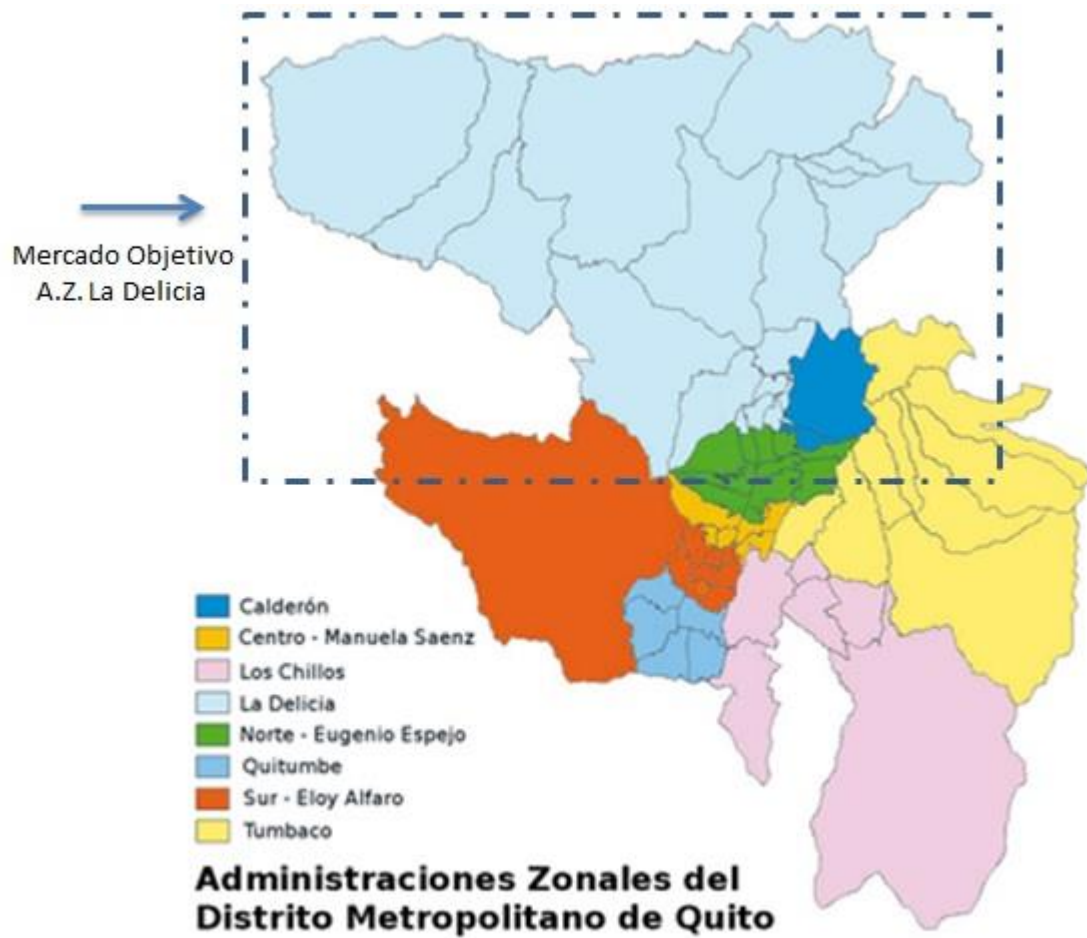 Mercado Objetivo
A.Z. La Delicia
Calderón
Centro - Manuela Saenz
Los Chillos
La Delicia
Norte - Eugenio Espejo
Quitumbe
Sur - Eloy Alfaro
Tumbaco
Administraciones Zonales del
Distrito Metropolitano de Quito